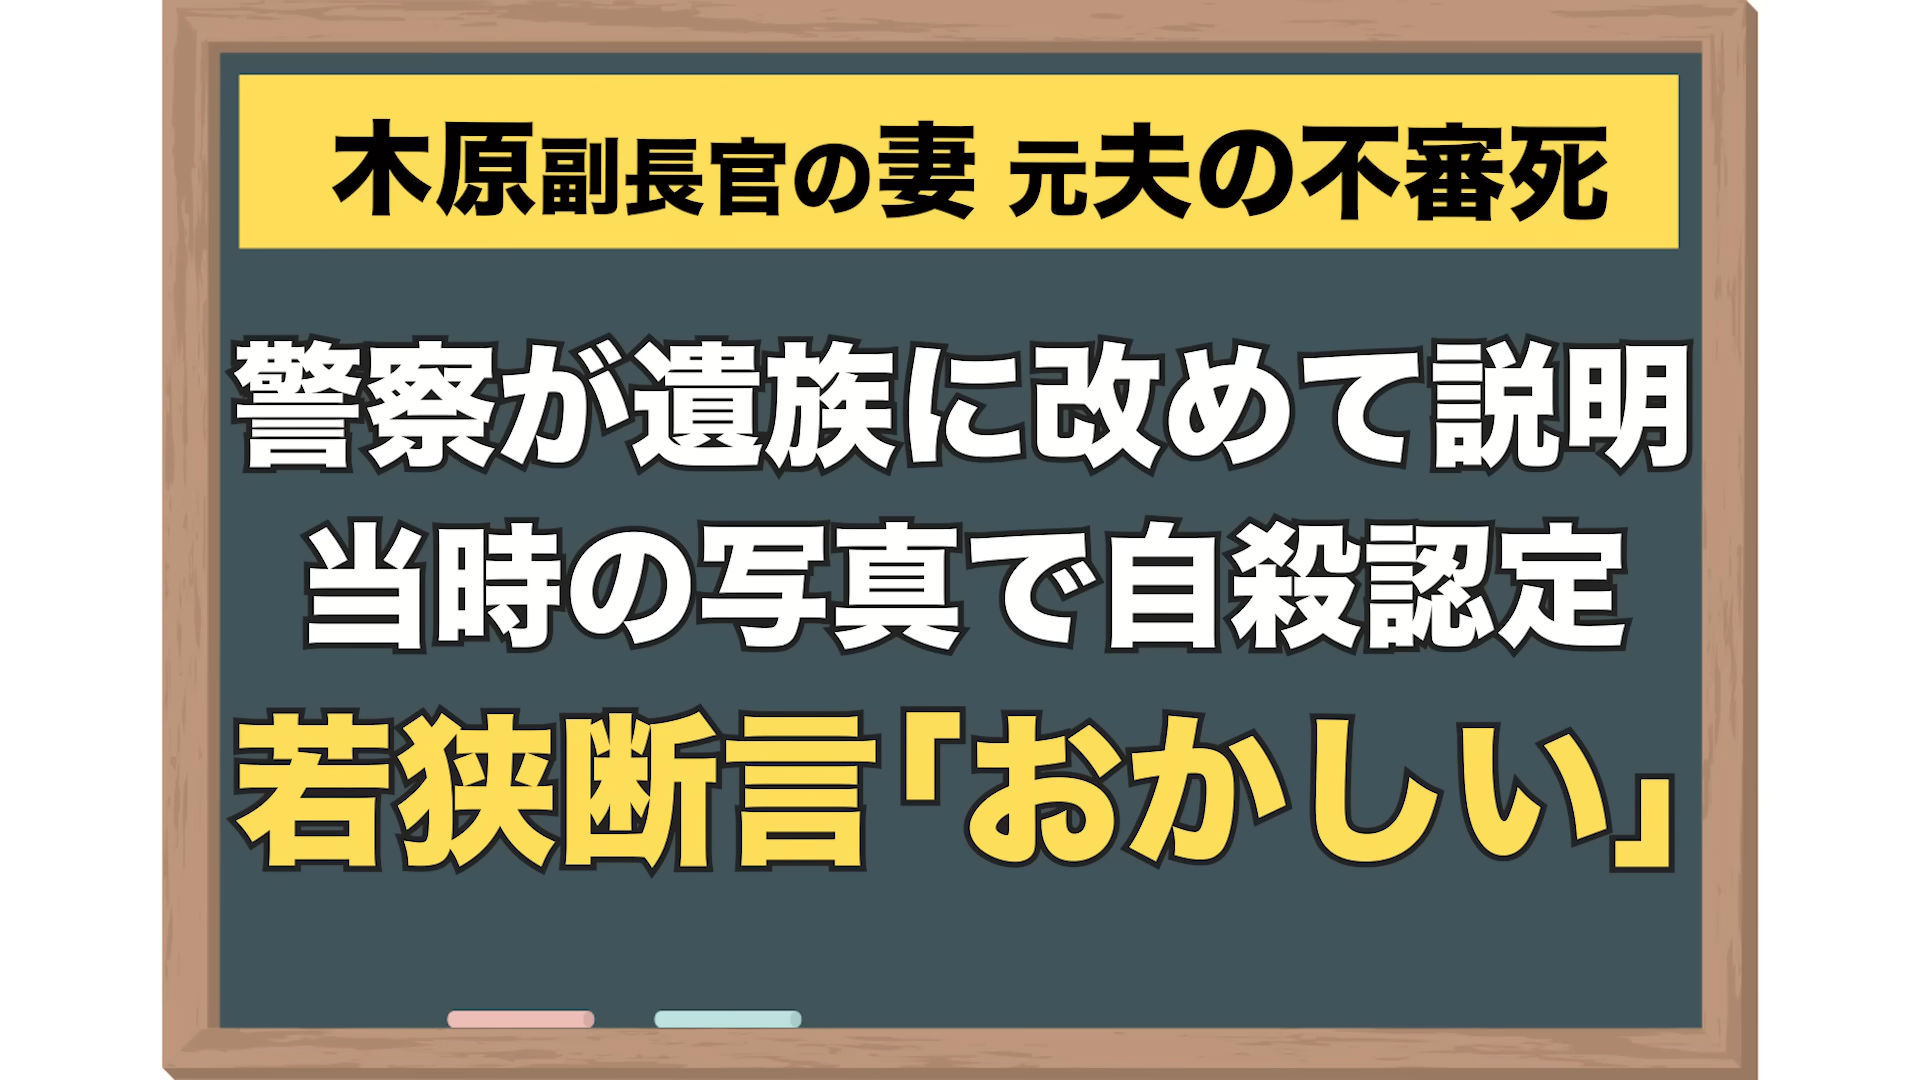 木原副長官の妻 元夫の不審死
警察が遺族に改めて説明
当時の写真で自殺認定
若狭断言「おかしい」